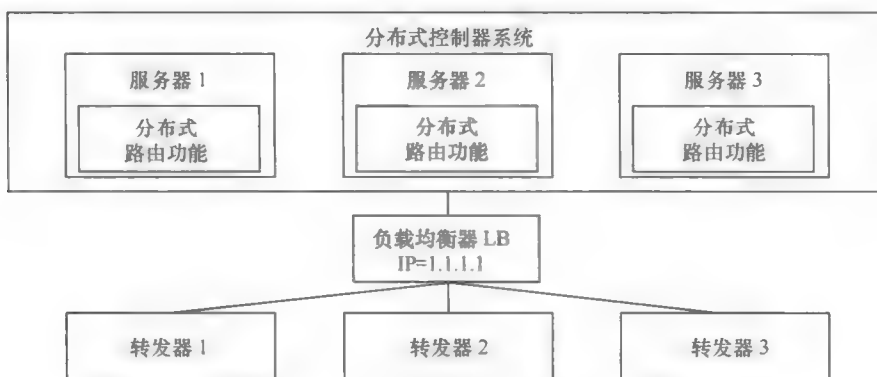 分布式控制器系统
服务器 1
服务器 2
服务器 3
分布式
路由功能
分布式
路由功能
分布式
路由功能
负载均衡器 LB
IP=1.1.1.1
转发器 1
转发器 2
转发器 3